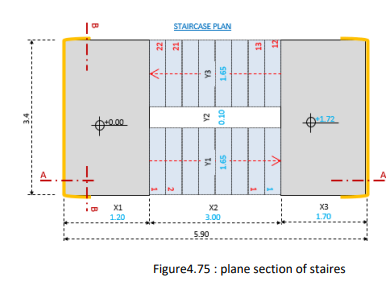 STAIRCASE PLAN
B
22 21 13 12
Y3
1.65
3.4
+0.00
Y2
0.10
+1.72
Y1
1.65
A A
1 2 1 1
B
X1 X2 X3
1.20 3.00 1.70
5.90
Figure4.75 : plane section of staires